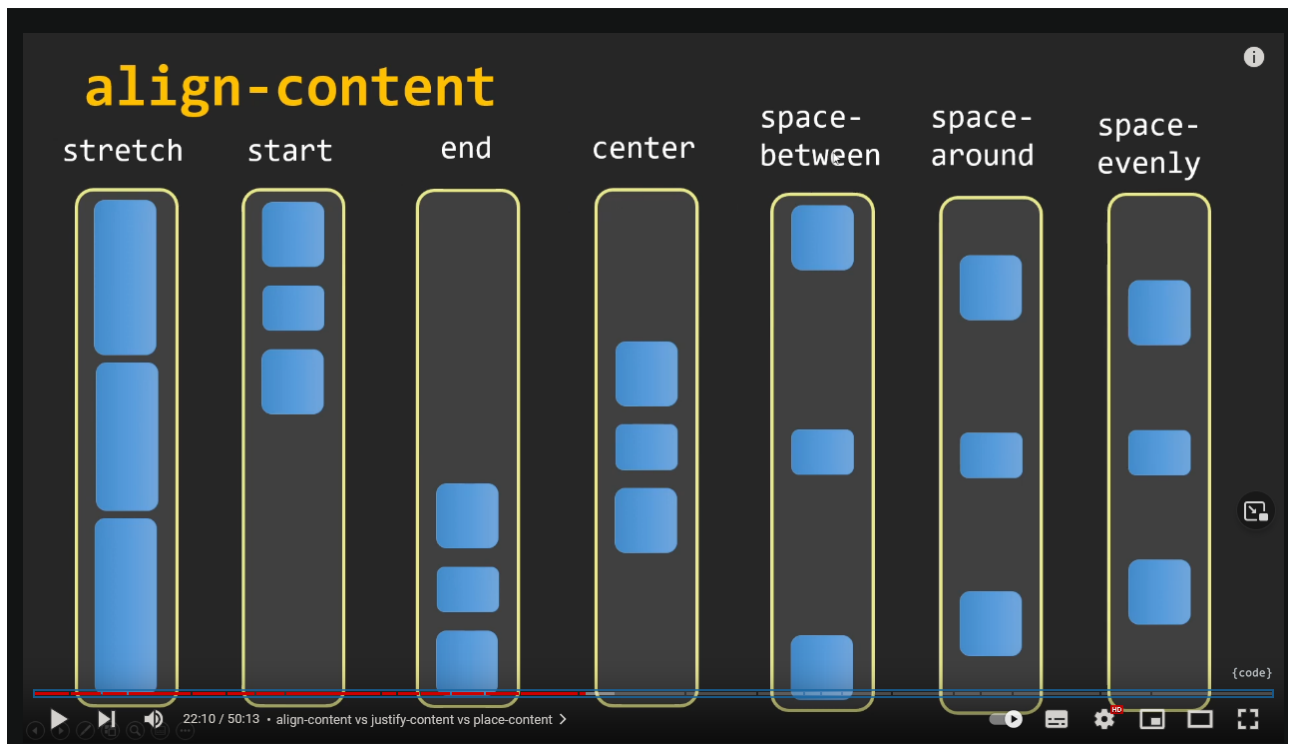 align-content
stretch
start
end
center
space-
between
space-
around
space-
evenly
{code}
22:10 / 50:13 • align-content vs justify-content vs place-content
HD